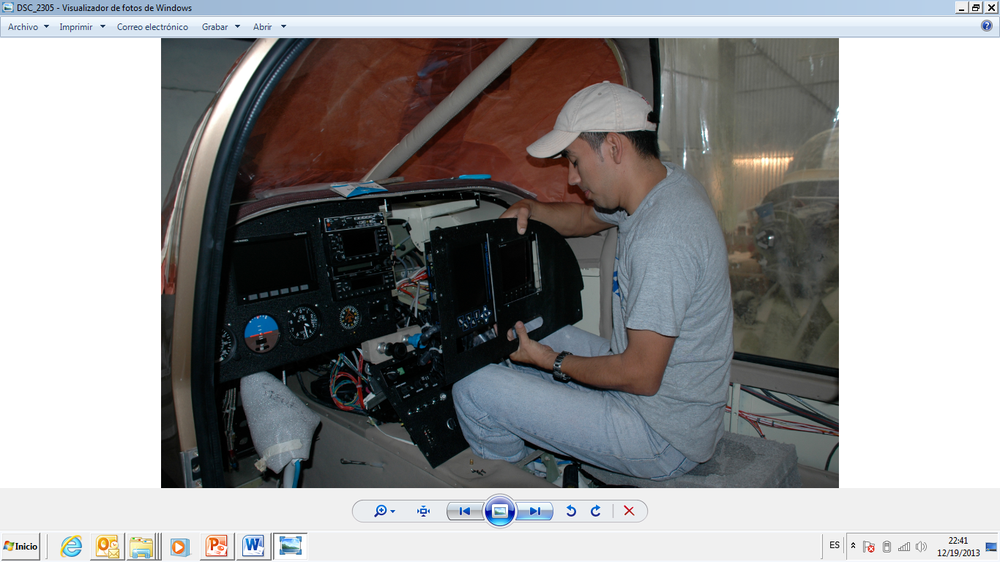 DSC_2305 - Visualizador de fotos de Windows
Archivo Imprimir Correo electrónico Grabar Abrir
Inicio
ES
22:41
12/19/2013